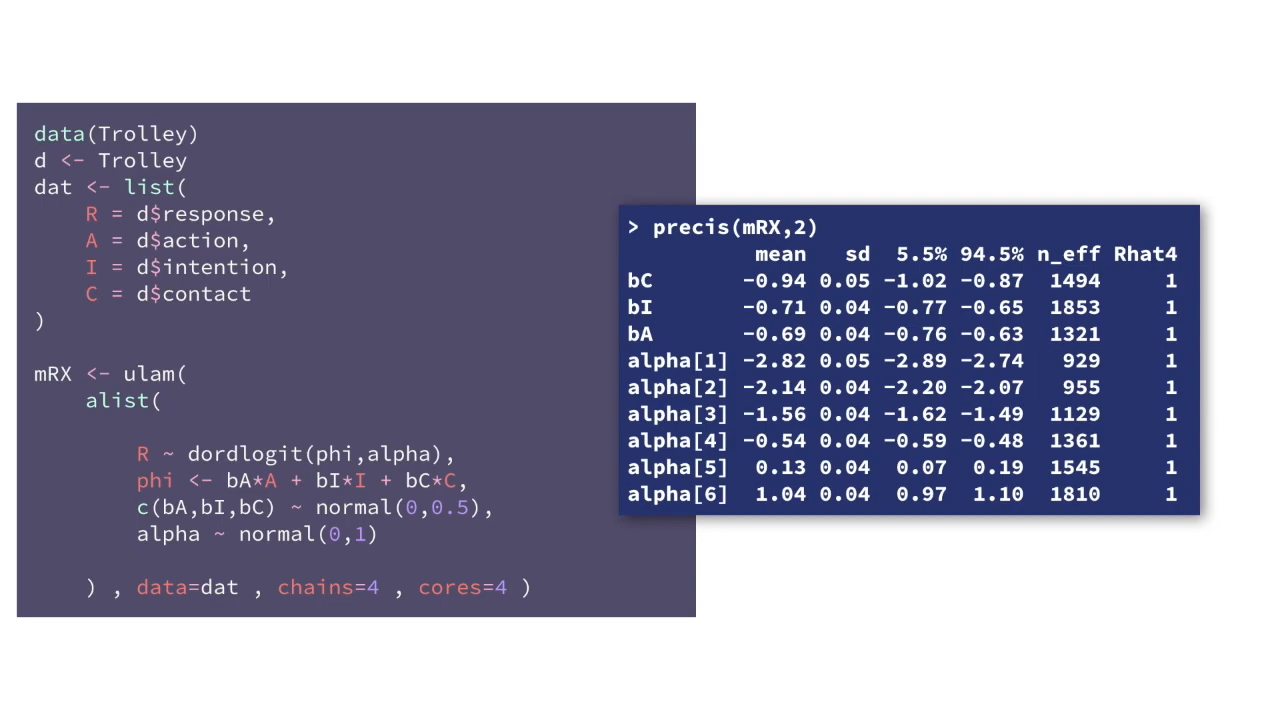 data(Trolley)
d <- Trolley
dat <- list(
    R = d$response,
    A = d$action,
    I = d$intention,
    C = d$contact
)
mRX <- ulam(
    alist(
        R ~ dordlogit(phi,alpha),
        phi <- bA*A + bI*I + bC*C,
        c(bA,bI,bC) ~ normal(0,0.5),
        alpha ~ normal(0,1)
    ) , data=dat , chains=4 , cores=4 )
> precis(mRX,2)
          mean   sd  5.5% 94.5% n_eff Rhat4
bC       -0.94 0.05 -1.02 -0.87  1494     1
bI       -0.71 0.04 -0.77 -0.65  1853     1
bA       -0.69 0.04 -0.76 -0.63  1321     1
alpha[1] -2.82 0.05 -2.89 -2.74   929     1
alpha[2] -2.14 0.04 -2.20 -2.07   955     1
alpha[3] -1.56 0.04 -1.62 -1.49  1129     1
alpha[4] -0.54 0.04 -0.59 -0.48  1361     1
alpha[5]  0.13 0.04  0.07  0.19  1545     1
alpha[6]  1.04 0.04  0.97  1.10  1810     1